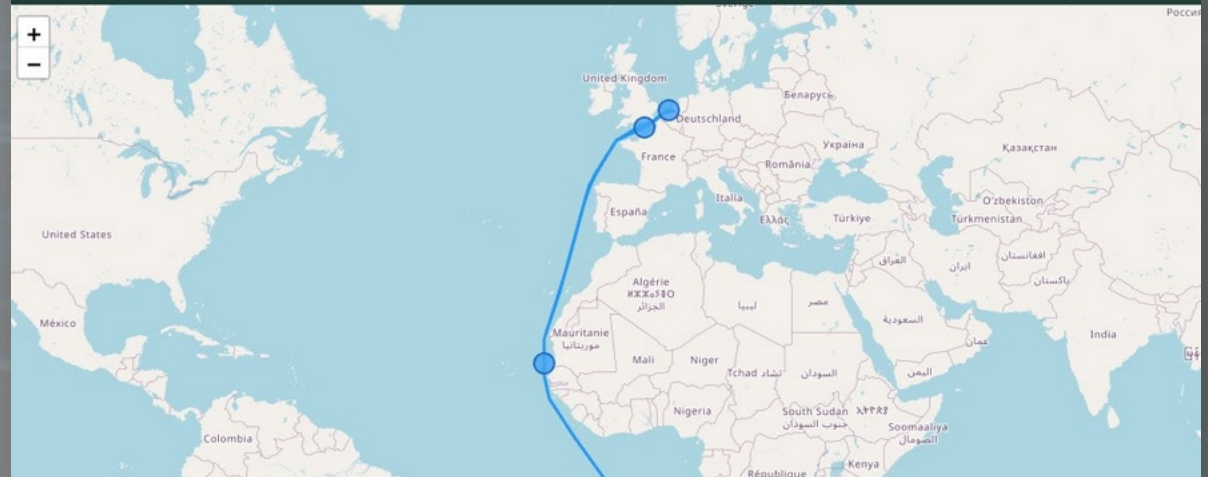 Sverige
Россия
+
−
United Kingdom
Беларусь
Deutschland
Україна
Қазақстан
France
România
O'zbekiston
Italia
España
Ελλάς
Türkiye
Türkmenistan
United States
افغانستان
العراق
ایران
پاکستان
Algérie
ⵍⵣⵣⴰⵢⴻⵔ
الجزائر
ليبيا
مصر
México
السعودية
Mauritanie
موريتانيا
India
عمان
Mali
Niger
Tchad تشاد
السودان
اليمن
Nigeria
South Sudan
جنوب السودان
Colombia
Soomaaliya
الصومال
Kenya
République